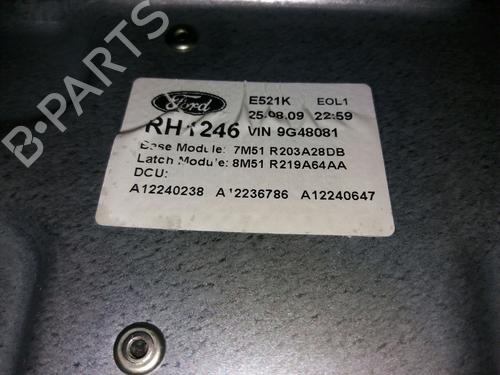 Ford
E521K EOL1
25.08.09 22:59
RH1246 VIN 9G48081
Base Module: 7M51 R203A28DB
Latch Module: 8M51 R219A64AA
DCU:
A12240238 A12236786 A12240647